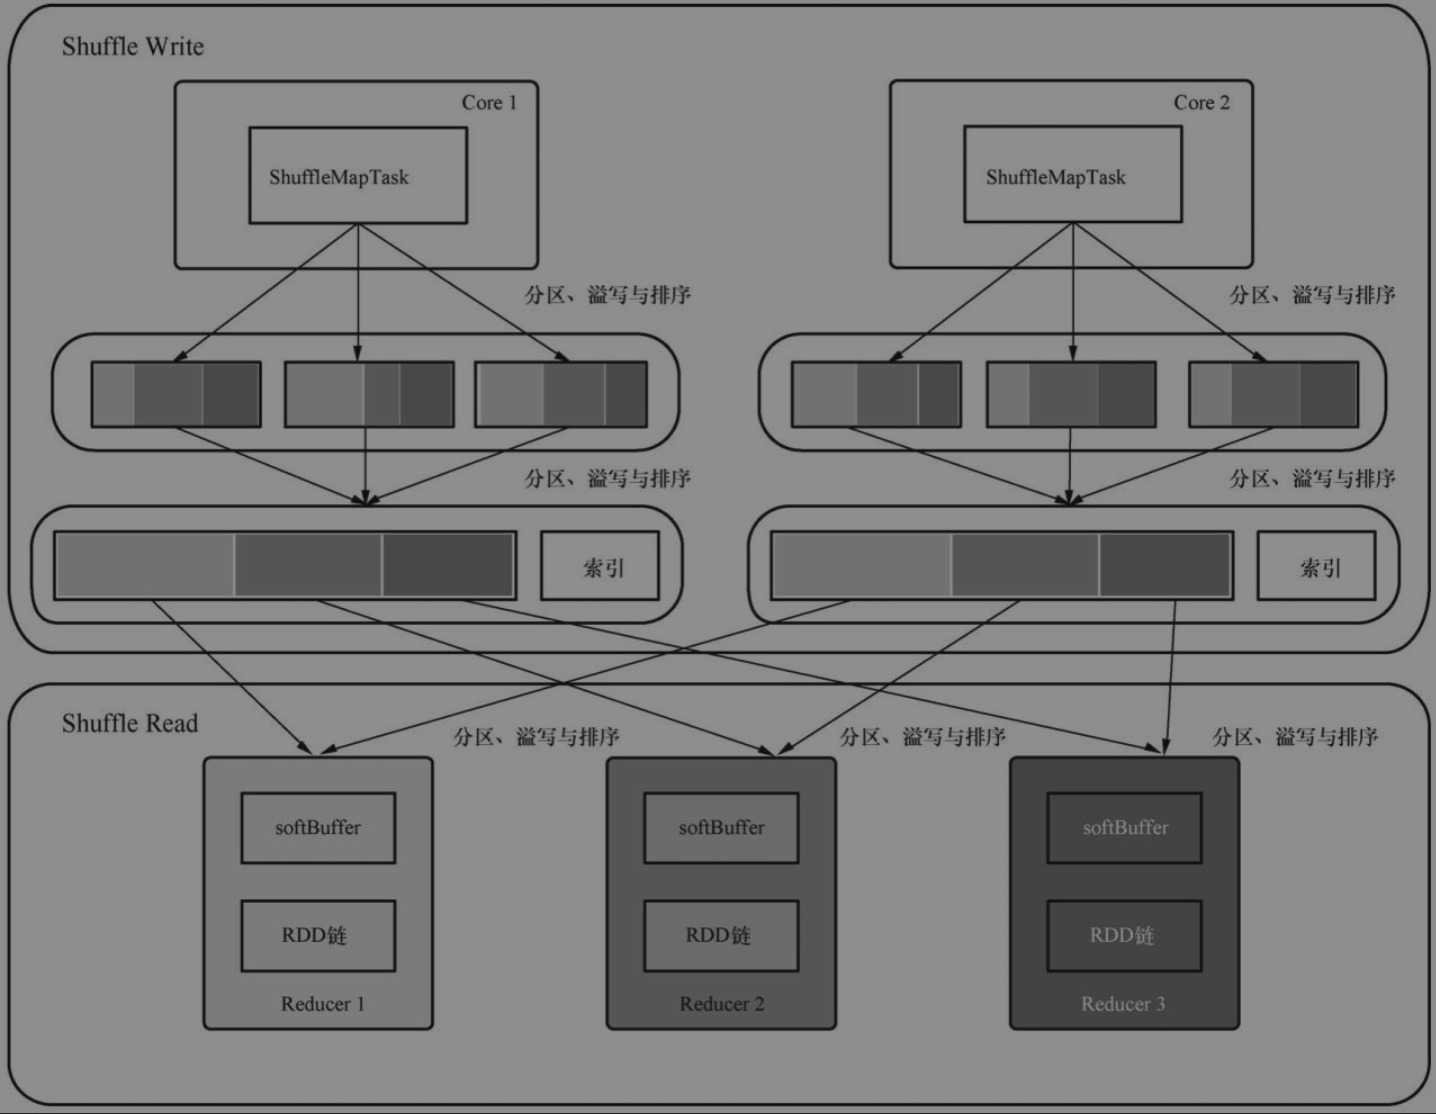 Shuffle Write
Core 1
Core 2
ShuffleMapTask
ShuffleMapTask
分区、溢写与排序
分区、溢写与排序
分区、溢写与排序
分区、溢写与排序
索引
索引
Shuffle Read
分区、溢写与排序
分区、溢写与排序
分区、溢写与排序
softBuffer
softBuffer
softBuffer
RDD链
RDD链
RDD链
Reducer 1
Reducer 2
Reducer 3